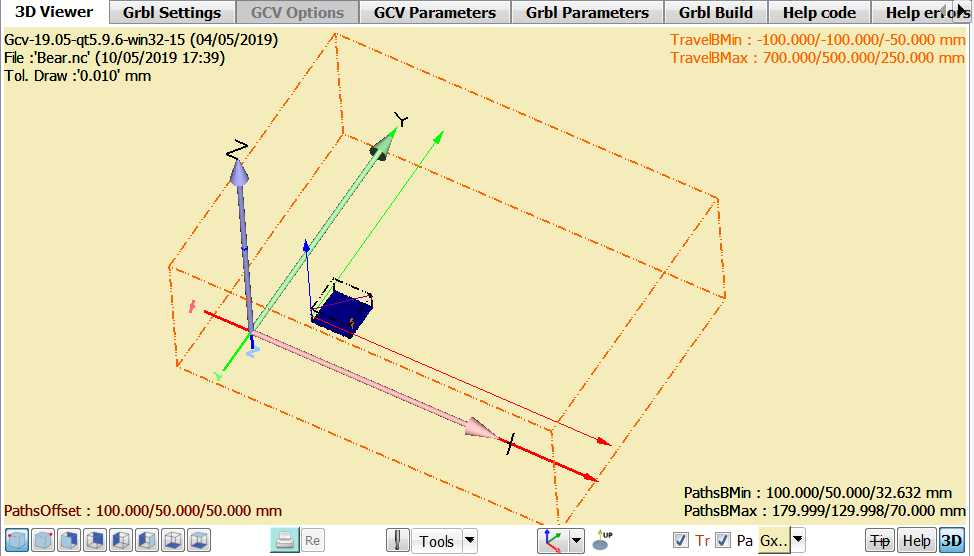 3D Viewer Grbl Settings GCV Options GCV Parameters Grbl Parameters Grbl Build Help code Help errors
Gcv-19.05-qt5.9.6-win32-15 (04/05/2019)
File :'Bear.nc' (10/05/2019 17:39)
Tol. Draw :'0.010' mm
TravelBMin : -100.000/-100.000/-50.000 mm
TravelBMax : 700.000/500.000/250.000 mm
Y
Z
X
Y
Z
PathsOffset : 100.000/50.000/50.000 mm
PathsBMin : 100.000/50.000/32.632 mm
PathsBMax : 179.999/129.998/70.000 mm
Re Tools UP Tr Pa Gx.. Tip Help 3D